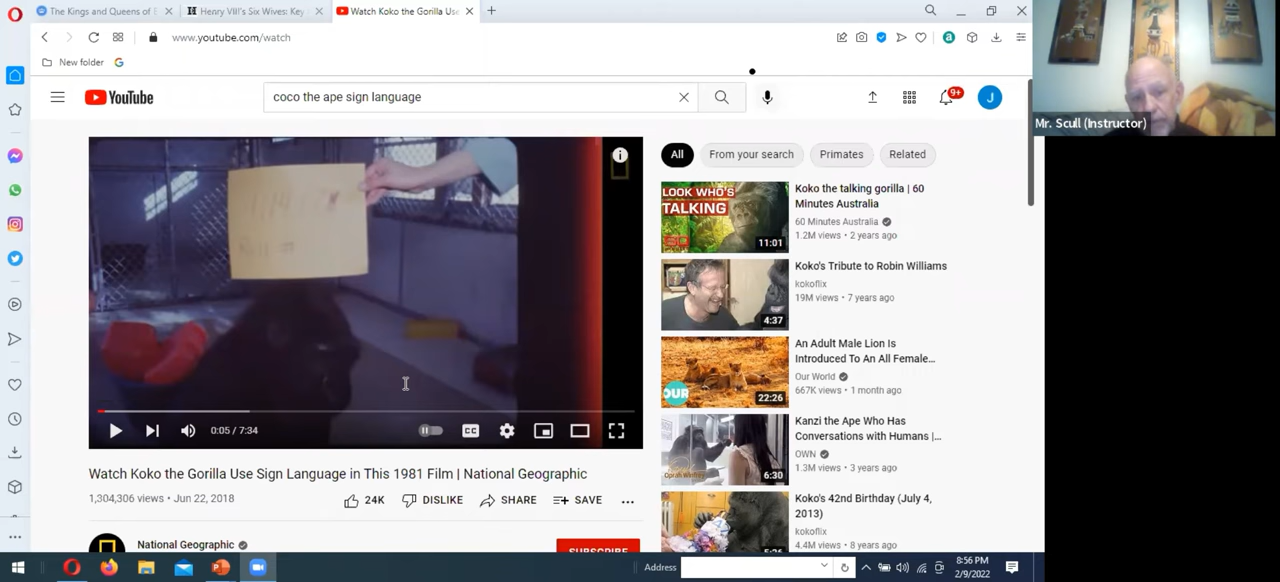 The Kings and Queens of E
Henry VIII's Six Wives: Key
Watch Koko the Gorilla Use
www.youtube.com/watch
New folder
YouTube
coco the ape sign language
9+
J
Mr. Scull (Instructor)
All
From your search
Primates
Related
LOOK WHO'S
TALKING
60
11:01
Koko the talking gorilla | 60
Minutes Australia
60 Minutes Australia
1.2M views • 2 years ago
4:37
Koko's Tribute to Robin Williams
kokoflix
19M views • 7 years ago
OUR
22:26
An Adult Male Lion Is
Introduced To An All Female...
Our World
667K views • 1 month ago
6:30
Kanzi the Ape Who Has
Conversations with Humans |...
OWN
1.3M views • 3 years ago
Koko's 42nd Birthday (July 4,
2013)
kokoflix
4.4M views • 8 years ago
0:05 / 7:34
CC
Watch Koko the Gorilla Use Sign Language in This 1981 Film | National Geographic
1,304,306 views • Jun 22, 2018
24K
DISLIKE
SHARE
SAVE
National Geographic
SUBSCRIBE
Address
8:56 PM
2/9/2022